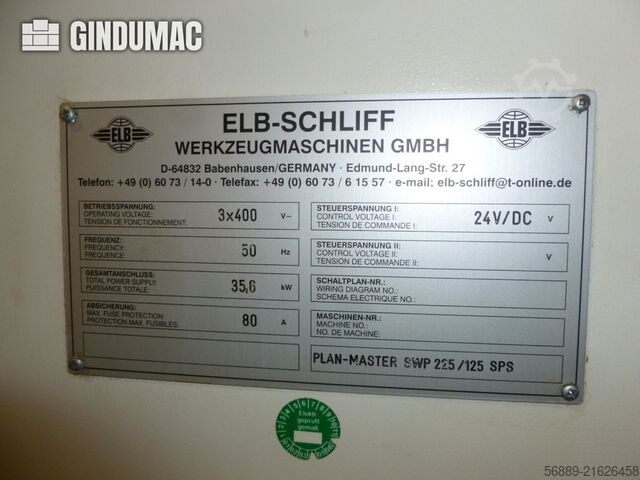 GINDUMAC
ELB
ELB-SCHLIFF
WERKZEUGMASCHINEN GMBH
ELB
D-64832 Babenhausen/GERMANY · Edmund-Lang-Str. 27
Telefon: +49 (0) 60 73 / 14-0 · Telefax: +49 (0) 60 73 / 6 15 57 · e-mail: elb-schliff@t-online.de
BETRIEBSSPANNUNG:
OPERATING VOLTAGE:
TENSION DE FONCTIONNEMENT:
3x400 V~
FREQUENZ:
FREQUENCY:
FREQUENCE:
50 Hz
GESAMTANSCHLUSS:
TOTAL POWER SUPPLY:
PUISSANCE TOTALE:
35,6 kW
ABSICHERUNG:
MAX. FUSE PROTECTION:
PROTECTION MAX. FUSIBLES:
80 A
STEUERSPANNUNG I:
CONTROL VOLTAGE I:
TENSION DE COMMANDE I:
24V/DC V
STEUERSPANNUNG II:
CONTROL VOLTAGE II:
TENSION DE COMMANDE II:
V
SCHALTPLAN-NR.:
WIRING DIAGRAM NO.:
SCHEMA ELECTRIQUE NO.:
MASCHINEN-NR.:
MACHINE NO.:
NO. DE MACHINE:
PLAN-MASTER SWP 225/125 SPS
Elektr
geprüft
gemäß
56889-21626458